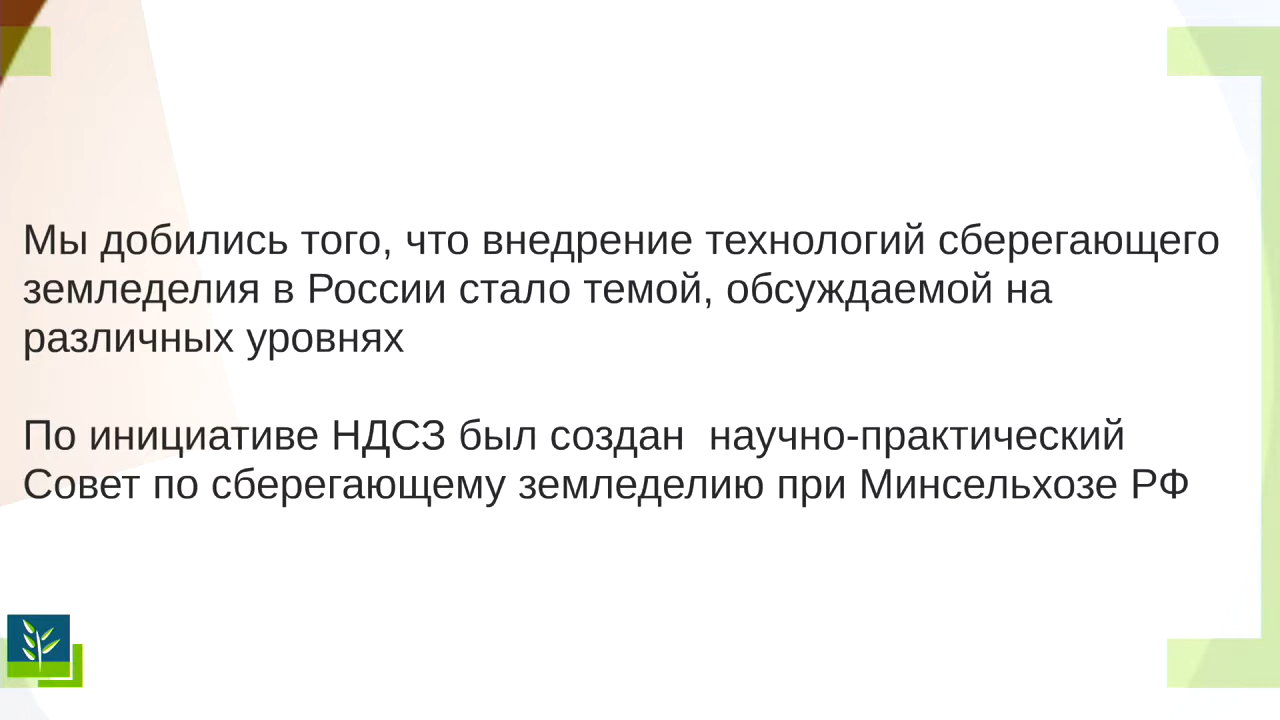 Мы добились того, что внедрение технологий сберегающего
земледелия в России стало темой, обсуждаемой на
различных уровнях
По инициативе НДСЗ был создан  научно-практический
Совет по сберегающему земледелию при Минсельхозе РФ